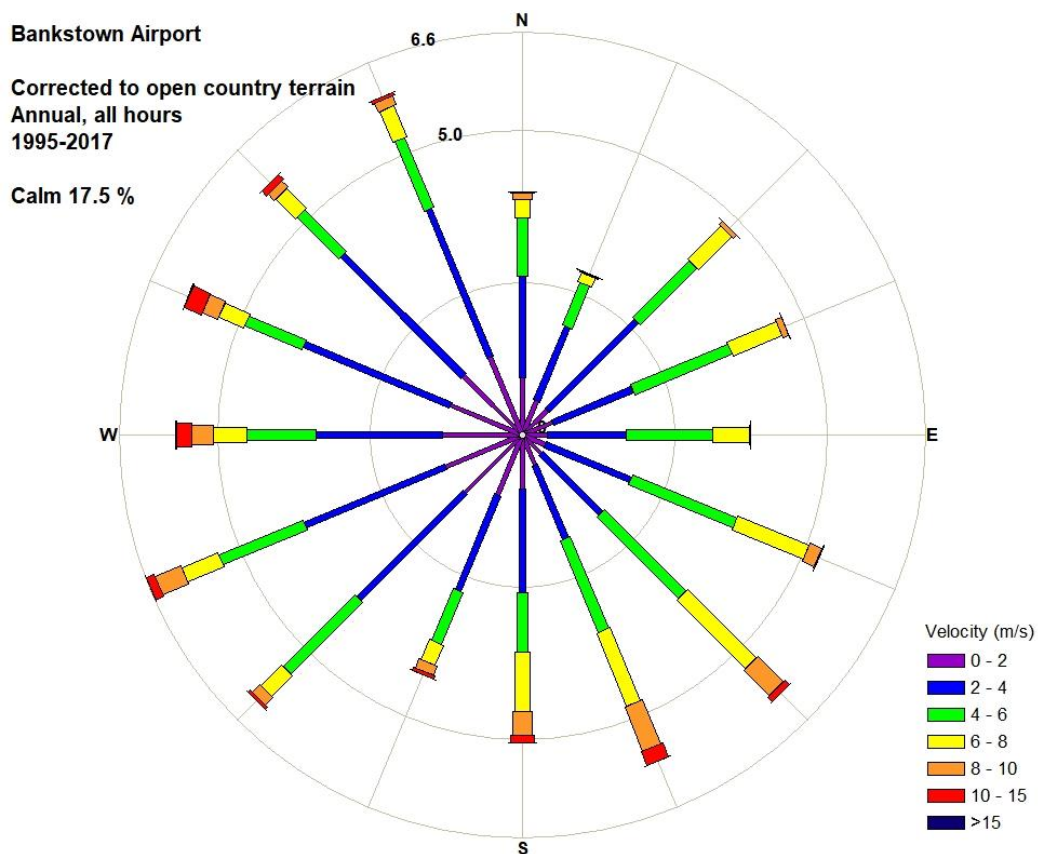 Bankstown Airport
Corrected to open country terrain
Annual, all hours
1995-2017
Calm 17.5 %
N
6.6
5.0
W
E
S
Velocity (m/s)
0 - 2
2 - 4
4 - 6
6 - 8
8 - 10
10 - 15
>15